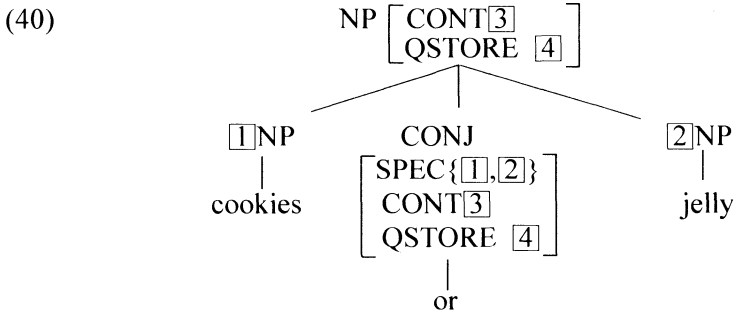 (40)
NP [CONT[3]
QSTORE [4]]
[1]NP CONJ [2]NP
cookies [SPEC{[1],[2]} jelly
CONT[3]
QSTORE [4]]
or